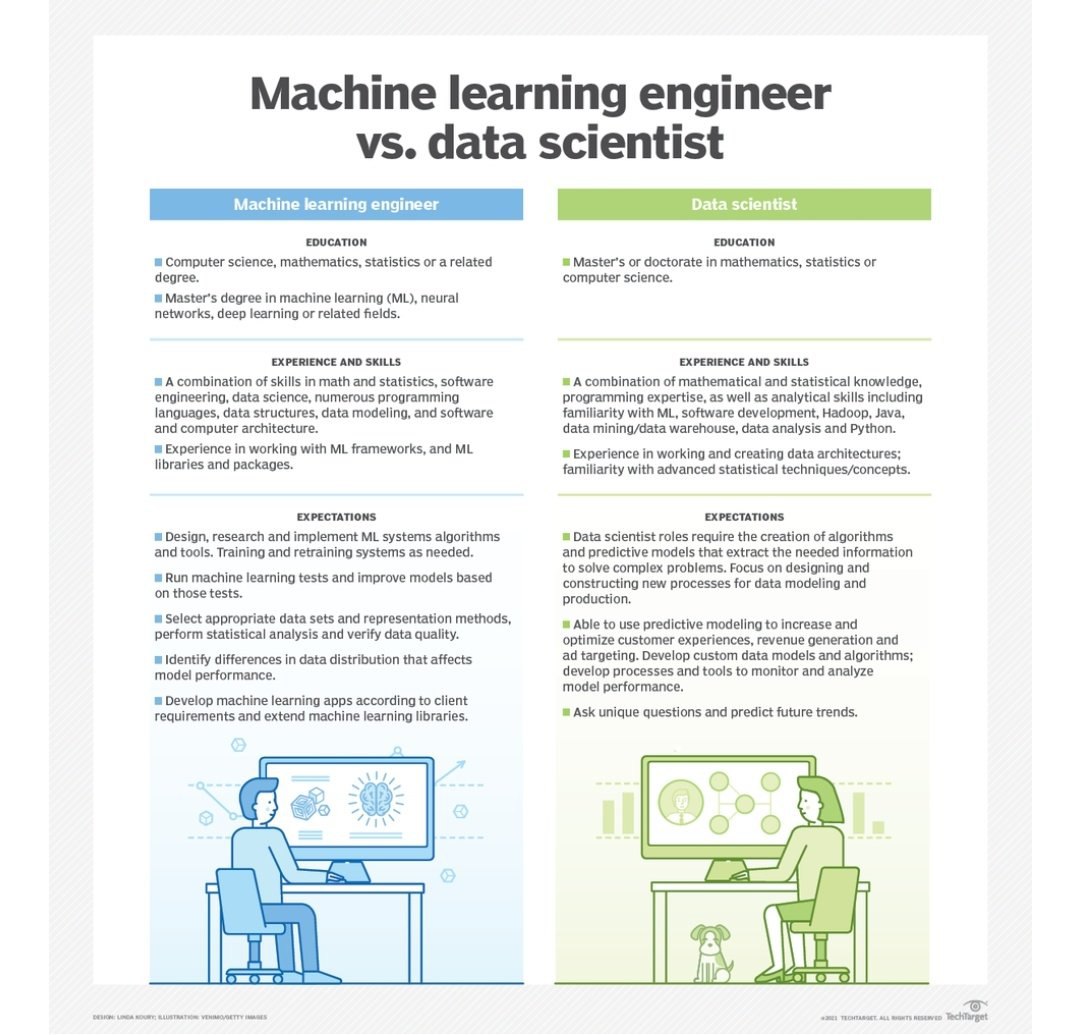 Machine learning engineer
vs. data scientist
Machine learning engineer
EDUCATION
Computer science, mathematics, statistics or a related
degree.
Master's degree in machine learning (ML), neural
networks, deep learning or related fields.
EXPERIENCE AND SKILLS
A combination of skills in math and statistics, software
engineering, data science, numerous programming
languages, data structures, data modeling, and software
and computer architecture.
Experience in working with ML frameworks, and ML
libraries and packages.
EXPECTATIONS
Design, research and implement ML systems algorithms
and tools. Training and retraining systems as needed.
Run machine learning tests and improve models based
on those tests.
Select appropriate data sets and representation methods,
perform statistical analysis and verify data quality.
Identify differences in data distribution that affects
model performance.
Develop machine learning apps according to client
requirements and extend machine learning libraries.
Data scientist
EDUCATION
Master's or doctorate in mathematics, statistics or
computer science.
EXPERIENCE AND SKILLS
A combination of mathematical and statistical knowledge,
programming expertise, as well as analytical skills including
familiarity with ML, software development, Hadoop, Java,
data mining/data warehouse, data analysis and Python.
Experience in working and creating data architectures;
familiarity with advanced statistical techniques/concepts.
EXPECTATIONS
Data scientist roles require the creation of algorithms
and predictive models that extract the needed information
to solve complex problems. Focus on designing and
constructing new processes for data modeling and
production.
Able to use predictive modeling to increase and
optimize customer experiences, revenue generation and
ad targeting. Develop custom data models and algorithms;
develop processes and tools to monitor and analyze
model performance.
Ask unique questions and predict future trends.
DESIGN: LINDA KOURY; ILLUSTRATION: VENIMO/GETTY IMAGES
©2021 TECHTARGET. ALL RIGHTS RESERVED
TechTarget